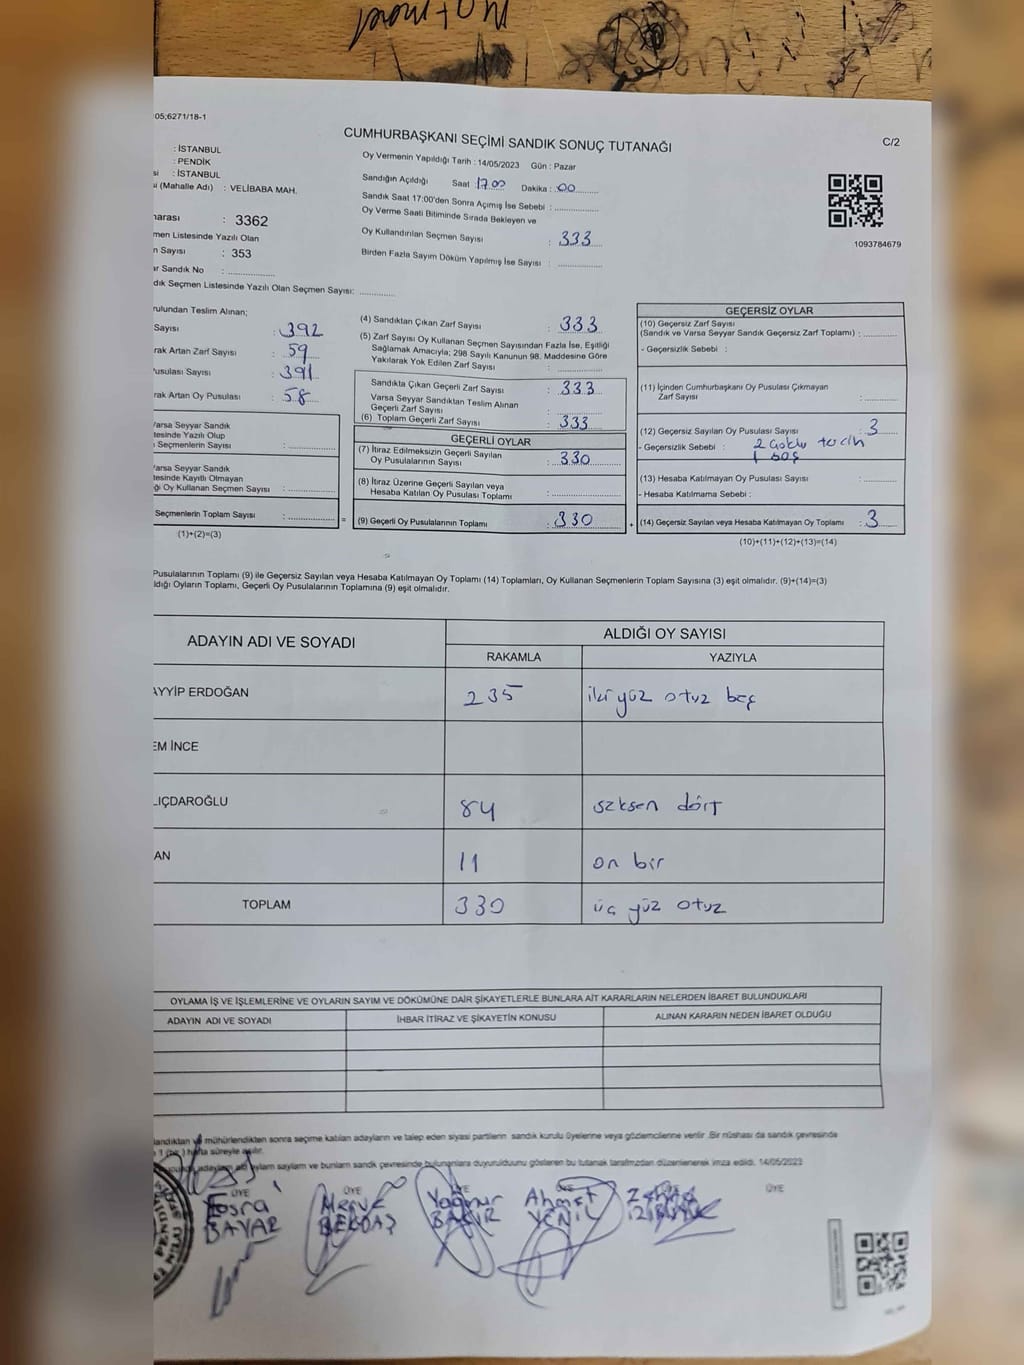 05;6271/18-1
CUMHURBAŞKANI SEÇİMİ SANDIK SONUÇ TUTANAĞI
C/2
: İSTANBUL
: PENDİK
: İSTANBUL
(Mahalle Adı) : VELİBABA MAH.
Oy Vermenin Yapıldığı Tarih : 14/05/2023 Gün : Pazar
Sandığın Açıldığı Saat : 17.00 Dakika : 00
Sandık Saat 17:00'den Sonra Açımış İse Sebebi :
Oy Verme Saati Bitiminde Sırada Bekleyen ve
Oy Kullandırılan Seçmen Sayısı : 333
Birden Fazla Sayım Döküm Yapılmış İse Sayısı :
1093784679
: 3362
men Listesinde Yazılı Olan
n Sayısı : 353
ar Sandık No :
dık Seçmen Listesinde Yazılı Olan Seçmen Sayısı:
rulundan Teslim Alınan;
Sayısı : 392
rak Artan Zarf Sayısı : 59
usulası Sayısı : 391
rak Artan Oy Pusulası : 58
Varsa Seyyar Sandık
tesinde Yazılı Olup
Seçmenlerin Sayısı :
Varsa Seyyar Sandık
tesinde Kayıtlı Olmayan
Oy Kullanan Seçmen Sayısı :
Seçmenlerin Toplam Sayısı : =
(1)+(2)=(3)
(4) Sandıktan Çıkan Zarf Sayısı : 333
(5) Zarf Sayısı Oy Kullanan Seçmen Sayısından Fazla İse, Eşitliği
Sağlamak Amacıyla; 298 Sayılı Kanunun 98. Maddesine Göre
Yakılarak Yok Edilen Zarf Sayısı :
Sandıkta Çıkan Geçerli Zarf Sayısı : 333
Varsa Seyyar Sandıktan Teslim Alınan
Geçerli Zarf Sayısı :
(6) Toplam Geçerli Zarf Sayısı : 333
GEÇERLİ OYLAR
(7) İtiraz Edilmeksizin Geçerli Sayılan
Oy Pusulalarının Sayısı : 330
(8) İtiraz Üzerine Geçerli Sayılan veya
Hesaba Katılan Oy Pusulası Toplamı :
(9) Geçerli Oy Pusulalarının Toplamı : 330 +
GEÇERSİZ OYLAR
(10) Geçersiz Zarf Sayısı
(Sandık ve Varsa Seyyar Sandık Geçersiz Zarf Toplamı) :
- Geçersizlik Sebebi :
(11) İçinden Cumhurbaşkanı Oy Pusulası Çıkmayan
Zarf Sayısı :
(12) Geçersiz Sayılan Oy Pusulası Sayısı : 3
- Geçersizlik Sebebi : 2 çoklu tercih
1 boş
(13) Hesaba Katılmayan Oy Pusulası Sayısı :
- Hesaba Katılmama Sebebi :
(14) Geçersiz Sayılan veya Hesaba Katılmayan Oy Toplamı : 3
(10)+(11)+(12)+(13)=(14)
Pusulalarının Toplamı (9) ile Geçersiz Sayılan veya Hesaba Katılmayan Oy Toplamı (14) Toplamları, Oy Kullanan Seçmenlerin Toplam Sayısına (3) eşit olmalıdır. (9)+(14)=(3)
ldığı Oyların Toplamı, Geçerli Oy Pusulalarının Toplamına (9) eşit olmalıdır.
ADAYIN ADI VE SOYADI ALDIĞI OY SAYISI
RAKAMLA YAZIYLA
AYYİP ERDOĞAN 235 iki yüz otuz beş
EM İNCE
LIÇDAROĞLU 84 seksen dört
AN 11 on bir
TOPLAM 330 üç yüz otuz
OYLAMA İŞ VE İŞLEMLERİNE VE OYLARIN SAYIM VE DÖKÜMÜNE DAİR ŞİKAYETLERLE BUNLARA AİT KARARLARIN NELERDEN İBARET BULUNDUKLARI
ADAYIN ADI VE SOYADI İHBAR İTİRAZ VE ŞİKAYETİN KONUSU ALINAN KARARIN NEDEN İBARET OLDUĞU
landıktan ve mühürlendikten sonra seçime katılan adayların ve talep eden siyasi partilerin sandık kurulu üyelerine veya gözlemcilerine verilir. Bir nüshası da sandık çevresinde
1 (bir) hafta süreyle asılır.
sayılan ve bunların sandık çevresinde bulunanlara duyurulduunu gösteren bu tutanak tarafımızdan düzenlenerek imza edildi. 14/05/2023
ÜYE ÜYE ÜYE ÜYE ÜYE
Esra Merve Yağmur Ahmet
BAYAR BEKDAŞ YENİL